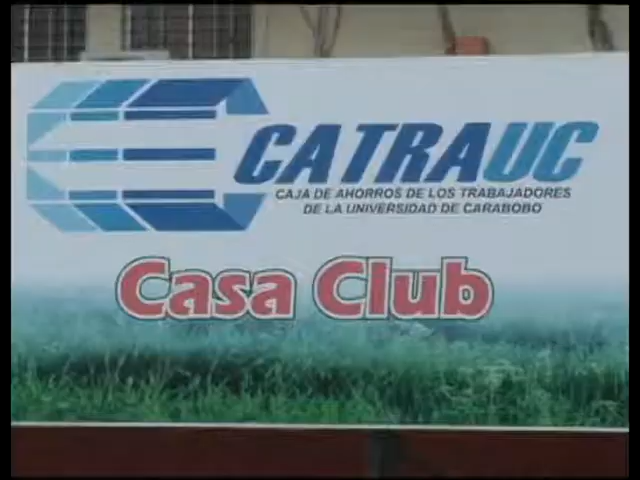 CATRAUC
CAJA DE AHORROS DE LOS TRABAJADORES
DE LA UNIVERSIDAD DE CARABOBO
Casa Club